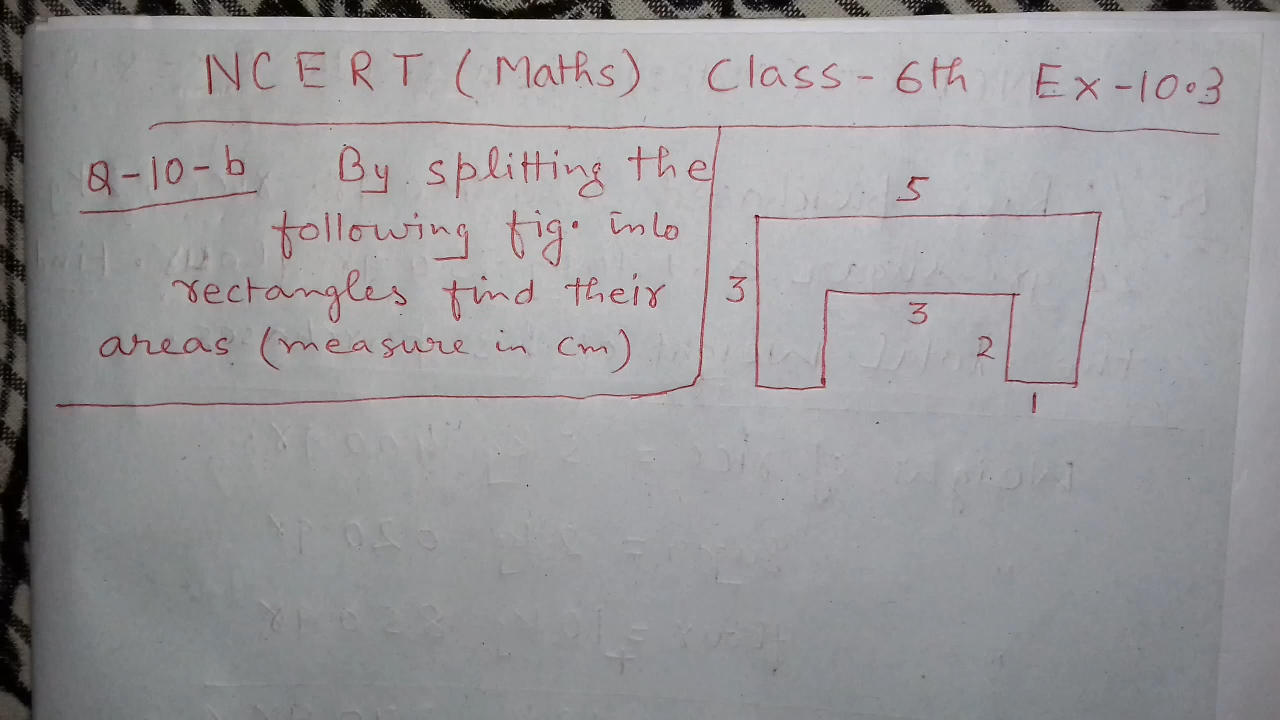 NCERT (Maths) Class - 6th Ex-10.3
Q-10-b By splitting the
following fig. into
rectangles find their
areas (measure in cm)
5
3
3
2
1